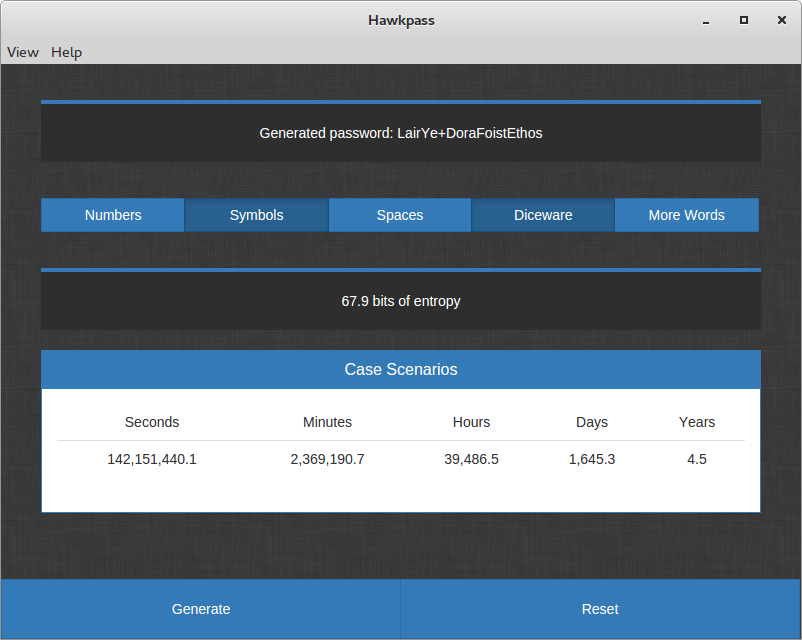 Hawkpass
View Help
Generated password: LairYe+DoraFoistEthos
Numbers Symbols Spaces Diceware More Words
67.9 bits of entropy
Case Scenarios
Seconds Minutes Hours Days Years
142,151,440.1 2,369,190.7 39,486.5 1,645.3 4.5
Generate Reset